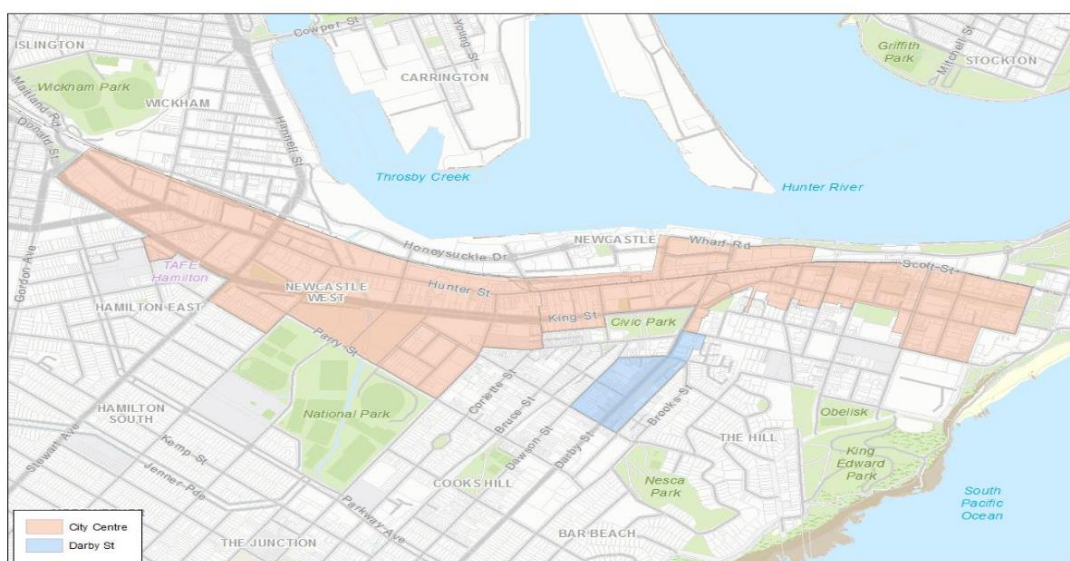 Cowper St
Young St
ISLINGTON
Griffith
Park
Mitchell St
STOCKTON
CARRINGTON
Wickham Park
WICKHAM
Maitland Rd
Donald St
Hannell St
Throsby Creek
Hunter River
NEWCASTLE
Wharf Rd
Honeysuckle Dr
Scott St
TAFE
Hamilton
Gordon Ave
NEWCASTLE
WEST
Hunter St
HAMILTON EAST
King St
Civic Park
Parry St
Corlette St
Bruce St
Dawson St
Darby St
Brooks St
National Park
HAMILTON
SOUTH
Stewart Ave
Kemp St
Jenner Pde
Parkway Ave
COOKS HILL
THE HILL
Obelisk
King
Edward
Park
Nesca
Park
South
Pacific
Ocean
BAR BEACH
THE JUNCTION
City Centre
Darby St